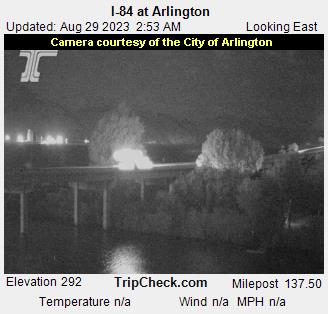 I-84 at Arlington
Updated: Aug 29 2023 2:53 AM Looking East
Camera courtesy of the City of Arlington
Elevation 292 TripCheck.com Milepost 137.50
Temperature n/a Wind n/a MPH n/a